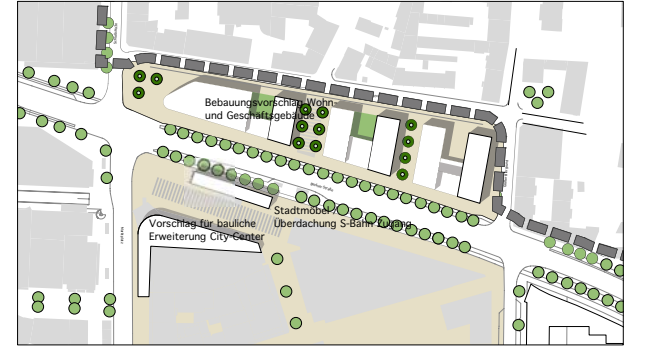 Bebauungsvorschlag Wohn-
und Geschäftsgebäude
Stadtmöbel /
Überdachung S-Bahn Zugang
Vorschlag für bauliche
Erweiterung City-Center